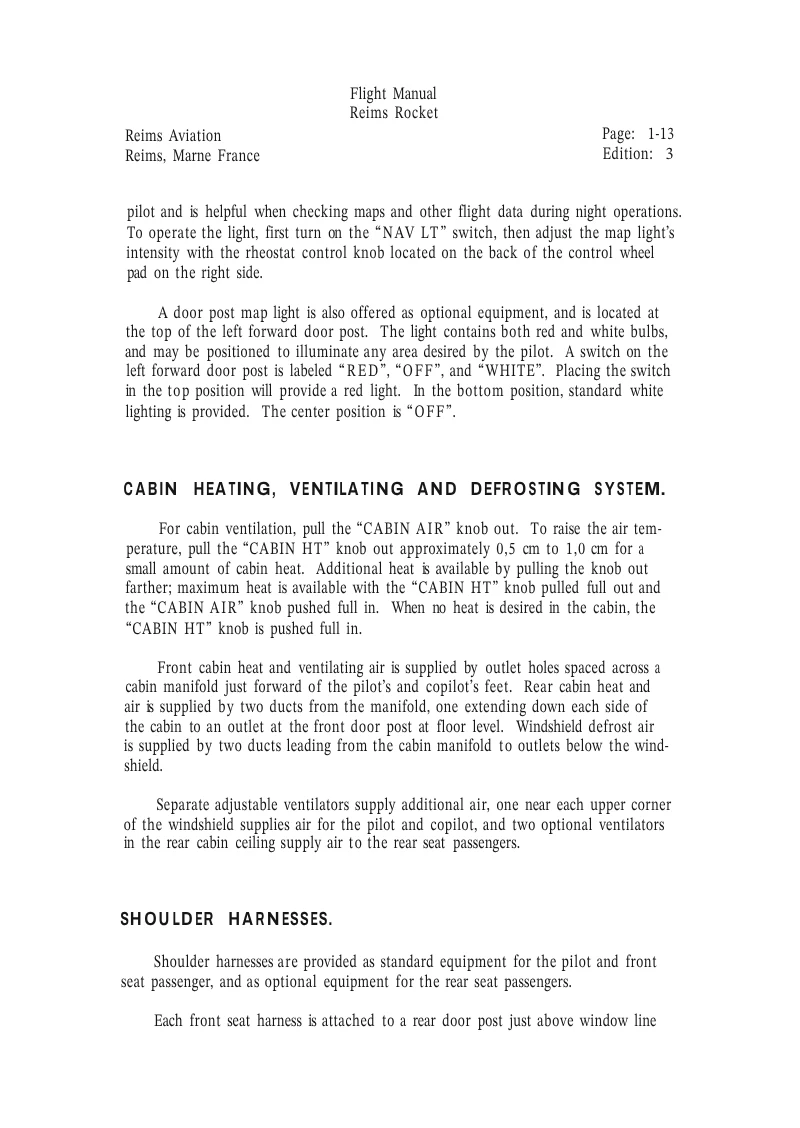 Flight Manual
Reims Rocket
Reims Aviation
Page: 1-13
Reims, Marne France
Edition: 3
pilot and is helpful when checking maps and other flight data during night operations.
To operate the light, first turn on the “NAV LT” switch, then adjust the map light’s
intensity with the rheostat control knob located on the back of the control wheel
pad on the right side.
A door post map light is also offered as optional equipment, and is located at
the top of the left forward door post. The light contains both red and white bulbs,
and may be positioned to illuminate any area desired by the pilot. A switch on the
left forward door post is labeled “RED”, “OFF”, and “WHITE”. Placing the switch
in the top position will provide a red light. In the bottom position, standard white
lighting is provided. The center position is “OFF”.
CABIN HEATING, VENTILATING AND DEFROSTING SYSTEM.
For cabin ventilation, pull the “CABIN AIR” knob out. To raise the air tem-
perature, pull the “CABIN HT” knob out approximately 0,5 cm to 1,0 cm for a
small amount of cabin heat. Additional heat is available by pulling the knob out
farther; maximum heat is available with the “CABIN HT” knob pulled full out and
the “CABIN AIR” knob pushed full in. When no heat is desired in the cabin, the
“CABIN HT” knob is pushed full in.
Front cabin heat and ventilating air is supplied by outlet holes spaced across a
cabin manifold just forward of the pilot’s and copilot’s feet. Rear cabin heat and
air is supplied by two ducts from the manifold, one extending down each side of
the cabin to an outlet at the front door post at floor level. Windshield defrost air
is supplied by two ducts leading from the cabin manifold to outlets below the wind-
shield.
Separate adjustable ventilators supply additional air, one near each upper corner
of the windshield supplies air for the pilot and copilot, and two optional ventilators
in the rear cabin ceiling supply air to the rear seat passengers.
SHOULDER HARNESSES.
Shoulder harnesses are provided as standard equipment for the pilot and front
seat passenger, and as optional equipment for the rear seat passengers.
Each front seat harness is attached to a rear door post just above window line